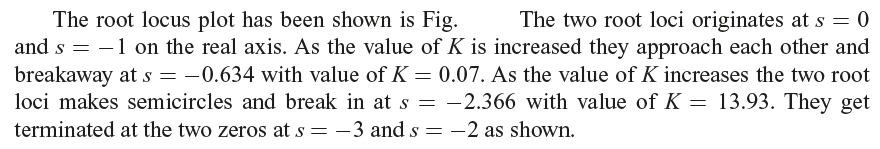 The root locus plot has been shown is Fig. The two root loci originates at s = 0
and s = −1 on the real axis. As the value of K is increased they approach each other and
breakaway at s = −0.634 with value of K = 0.07. As the value of K increases the two root
loci makes semicircles and break in at s = −2.366 with value of K = 13.93. They get
terminated at the two zeros at s = −3 and s = −2 as shown.